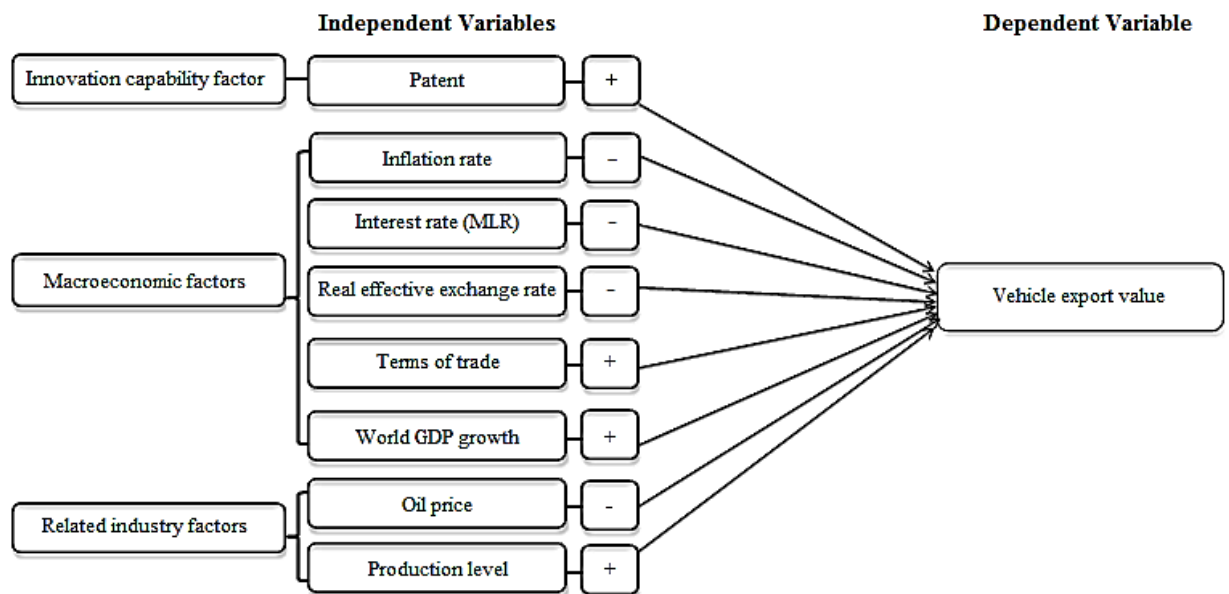 Independent Variables
Dependent Variable
Innovation capability factor
Patent
+
Inflation rate
-
Interest rate (MLR)
-
Macroeconomic factors
Real effective exchange rate
-
Vehicle export value
Terms of trade
+
World GDP growth
+
Related industry factors
Oil price
-
Production level
+